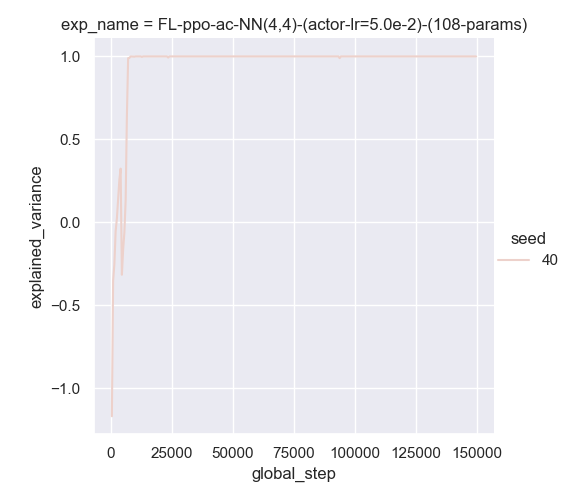 exp_name = FL-ppo-ac-NN(4,4)-(actor-lr=5.0e-2)-(108-params)
1.0
0.5
0.0
−0.5
−1.0
explained_variance
0 25000 50000 75000 100000 125000 150000
global_step
seed
40